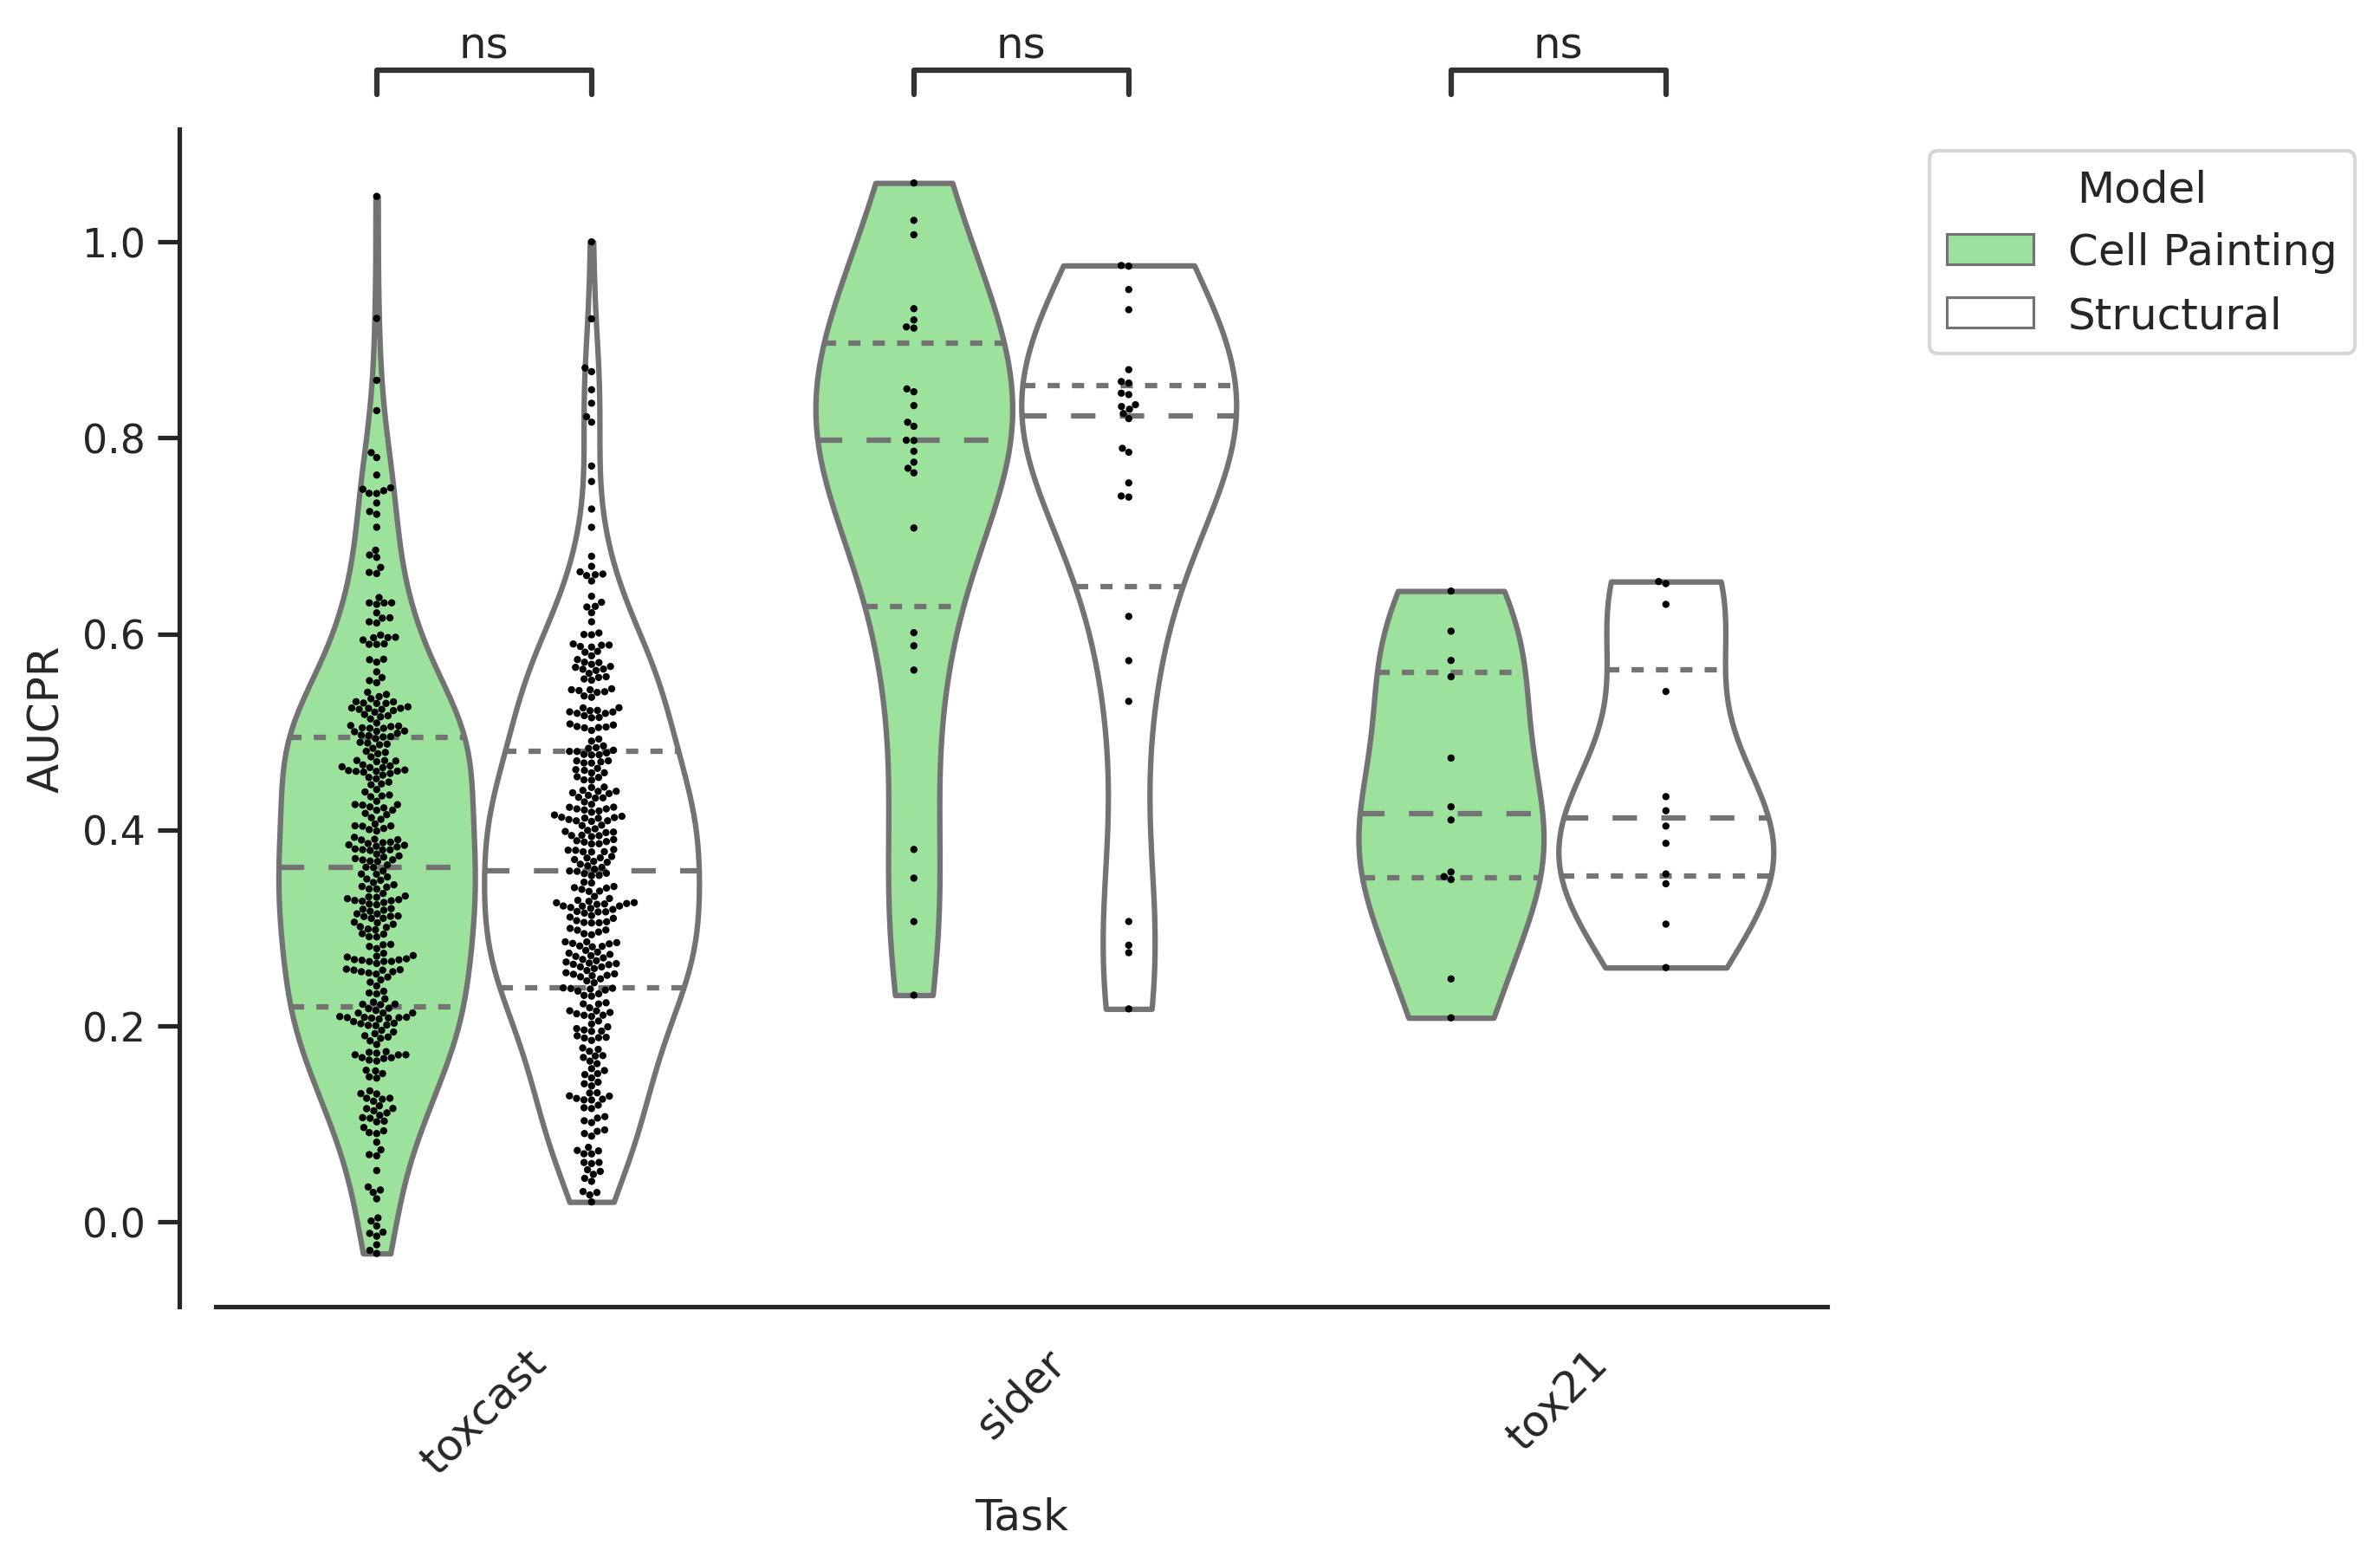 ns
ns
ns
Model
Cell Painting
Structural
AUCPR
1.0
0.8
0.6
0.4
0.2
0.0
toxcast
sider
tox21
Task